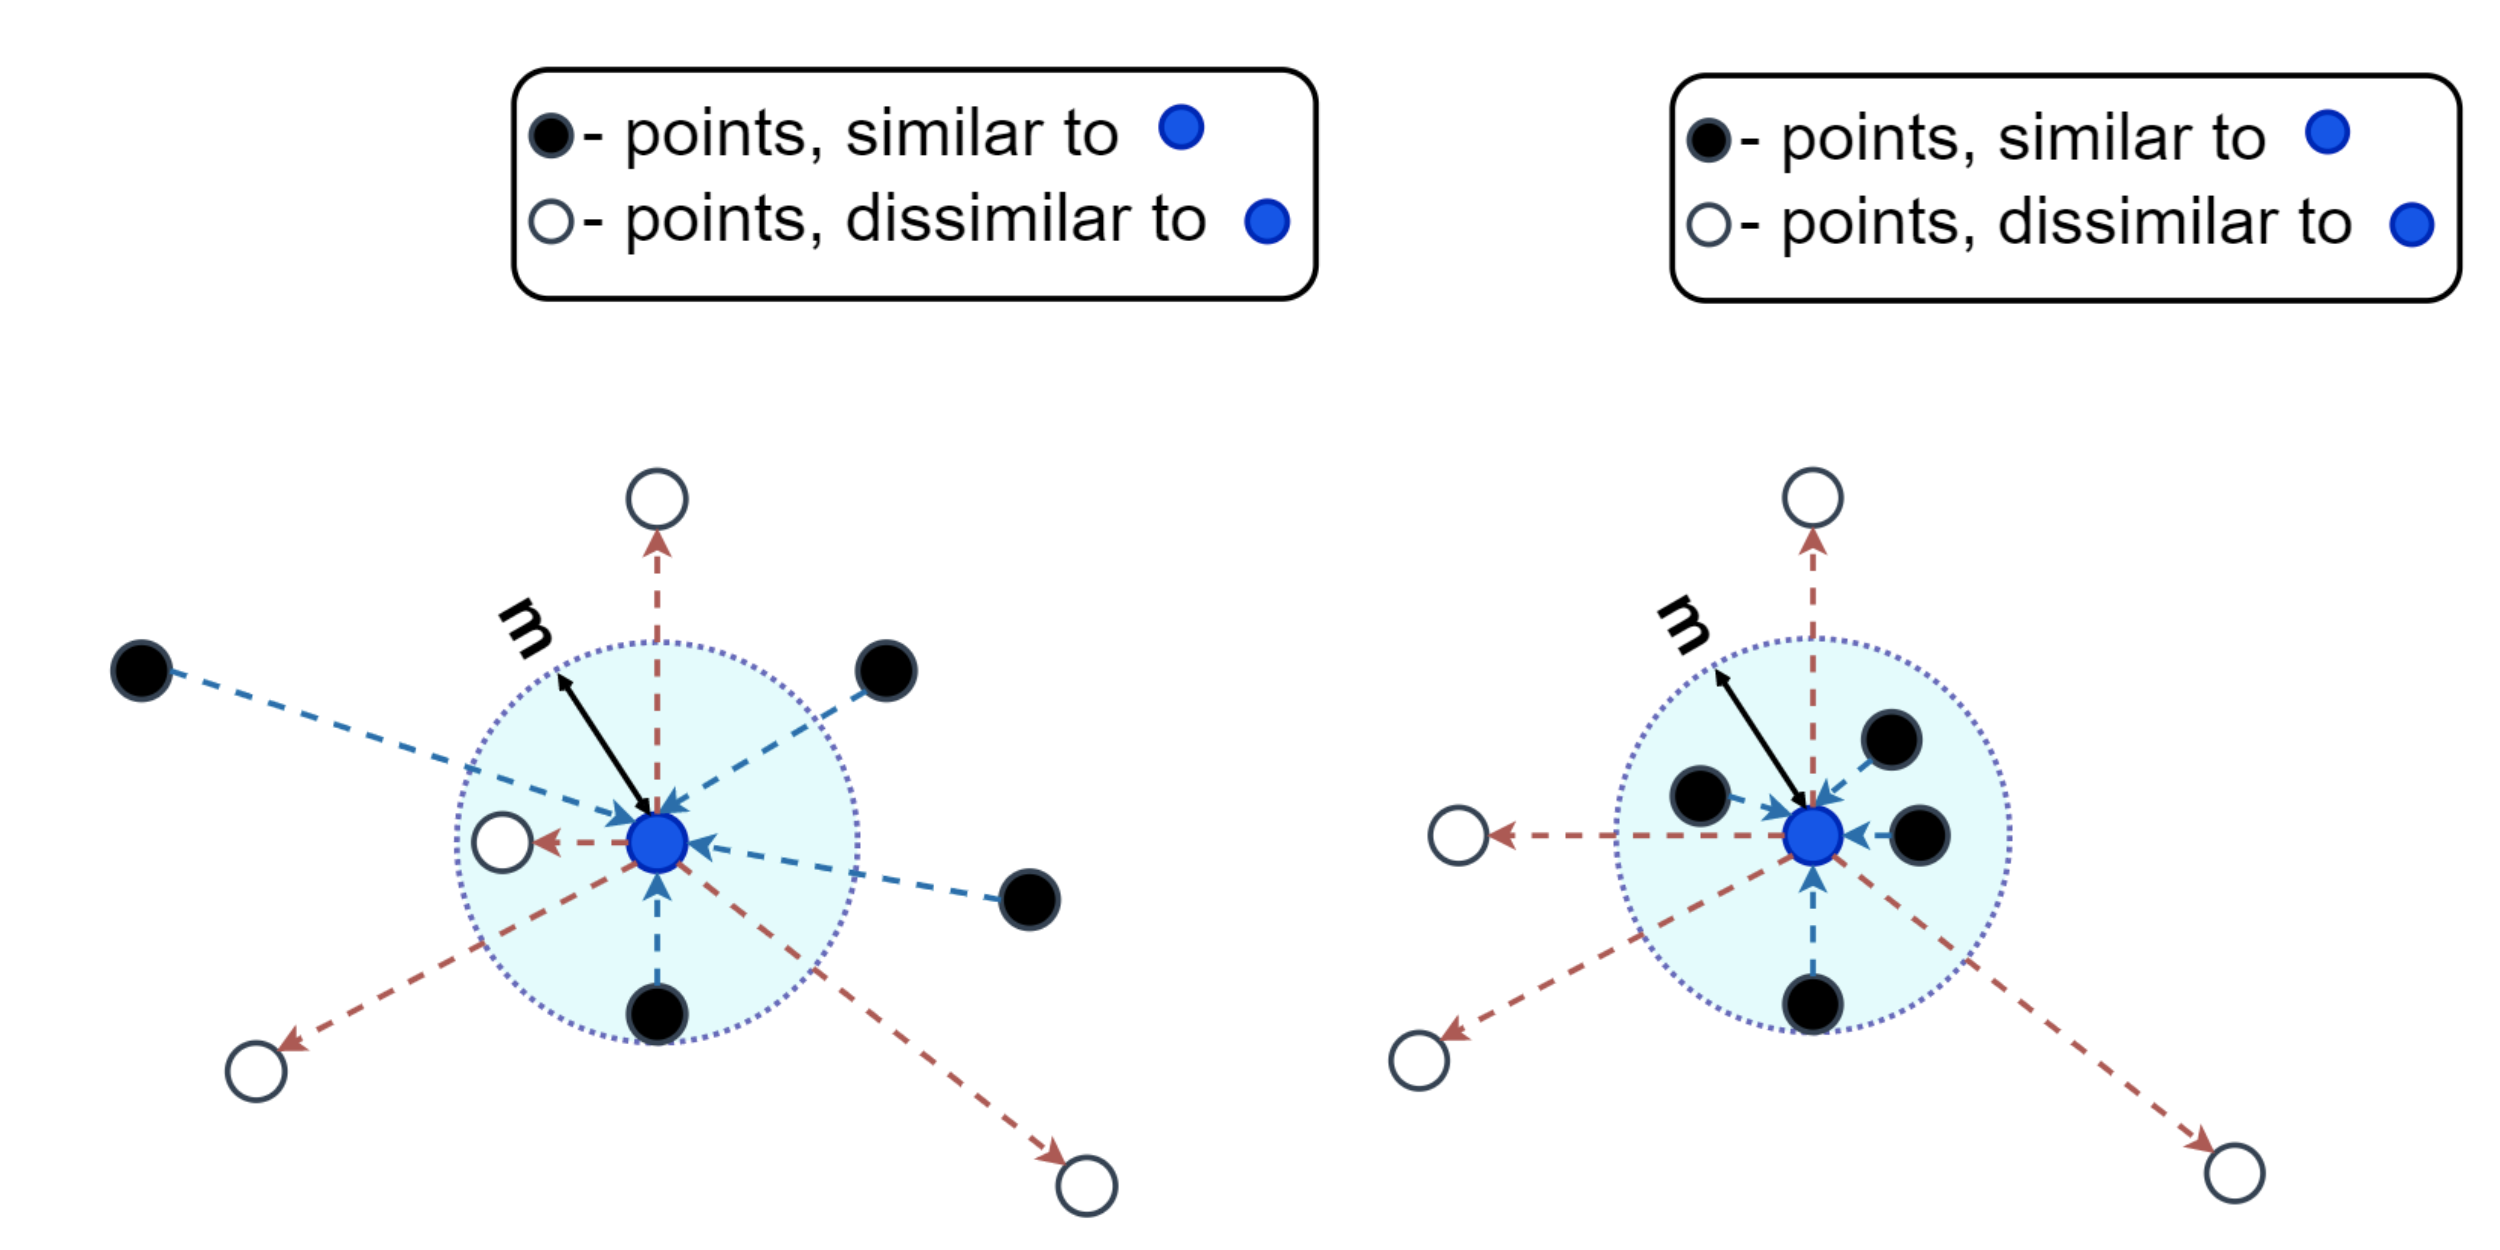 - points, similar to
- points, dissimilar to
- points, similar to
- points, dissimilar to
m
m